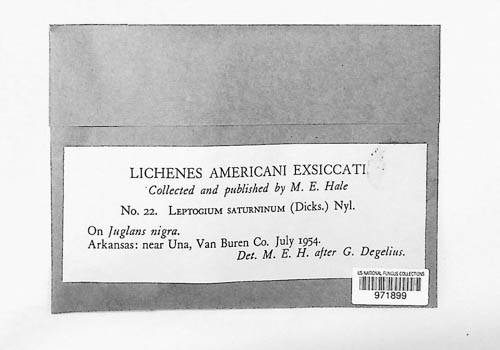 LICHENES AMERICANI EXSICCATI
Collected and published by M. E. Hale
No. 22. LEPTOGIUM SATURNINUM (Dicks.) Nyl.
On Juglans nigra.
Arkansas: near Una, Van Buren Co. July 1954.
Det. M. E. H. after G. Degelius.
US NATIONAL FUNGUS COLLECTIONS
971899